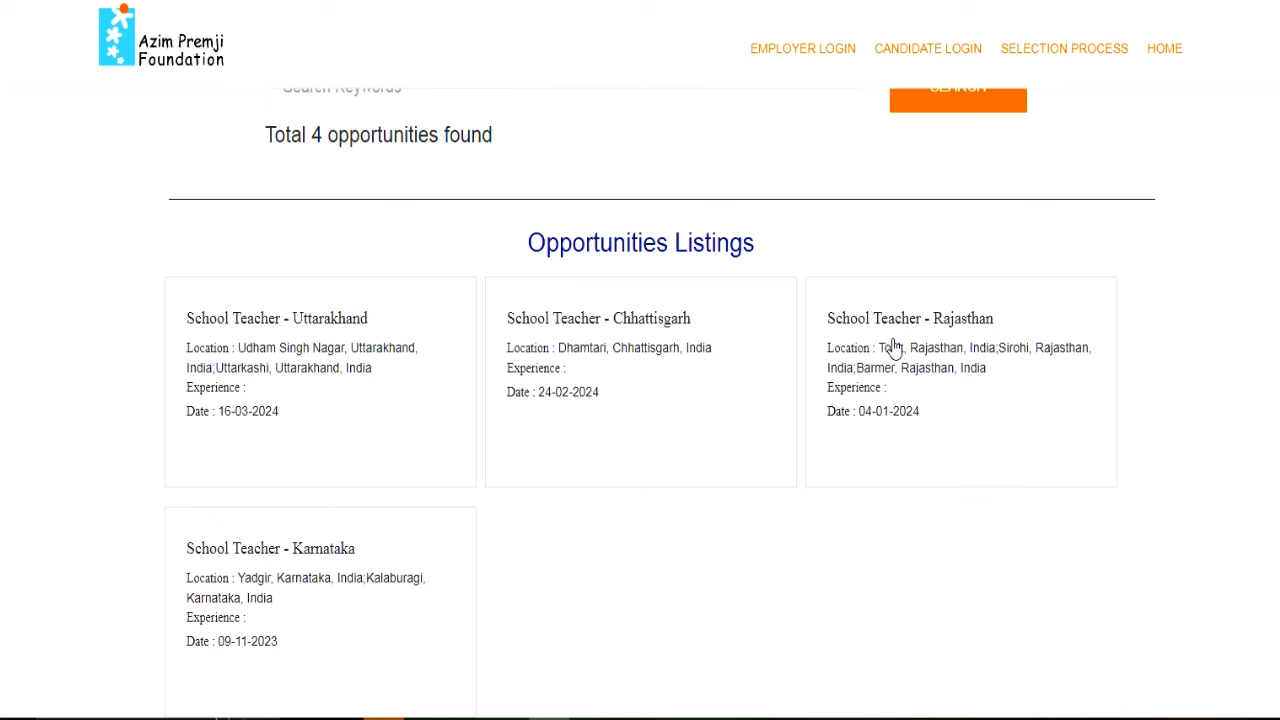 Azim Premji
Foundation
EMPLOYER LOGIN CANDIDATE LOGIN SELECTION PROCESS HOME
Search Keywords
SEARCH
Total 4 opportunities found
Opportunities Listings
School Teacher - Uttarakhand
Location : Udham Singh Nagar, Uttarakhand,
India;Uttarkashi, Uttarakhand, India
Experience :
Date : 16-03-2024
School Teacher - Chhattisgarh
Location : Dhamtari, Chhattisgarh, India
Experience :
Date : 24-02-2024
School Teacher - Rajasthan
Location : Rajasthan, India;Sirohi, Rajasthan,
India;Barmer, Rajasthan, India
Experience :
Date : 04-01-2024
School Teacher - Karnataka
Location : Yadgir, Karnataka, India;Kalaburagi,
Karnataka, India
Experience :
Date : 09-11-2023